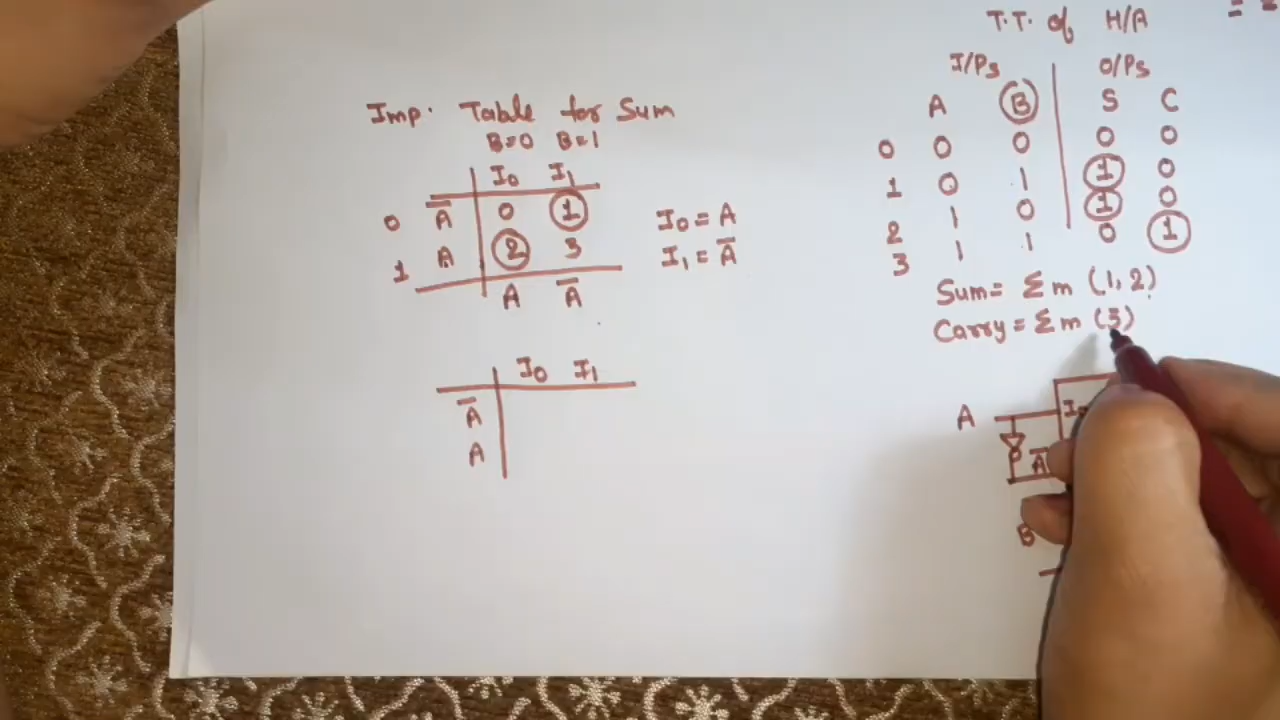 Imp. Table for Sum
B=0 B=1
I0 I1
0 Ā 0 1
1 A 2 3
A Ā
I0 = A
I1 = Ā
I0 I1
Ā
A
T.T. of H/A
I/Ps O/Ps
A B S C
0 0 0 0 0
1 0 1 1 0
2 1 0 1 0
3 1 1 0 1
Sum = Σm (1,2)
Carry = Σm (3)
A
Ā
B